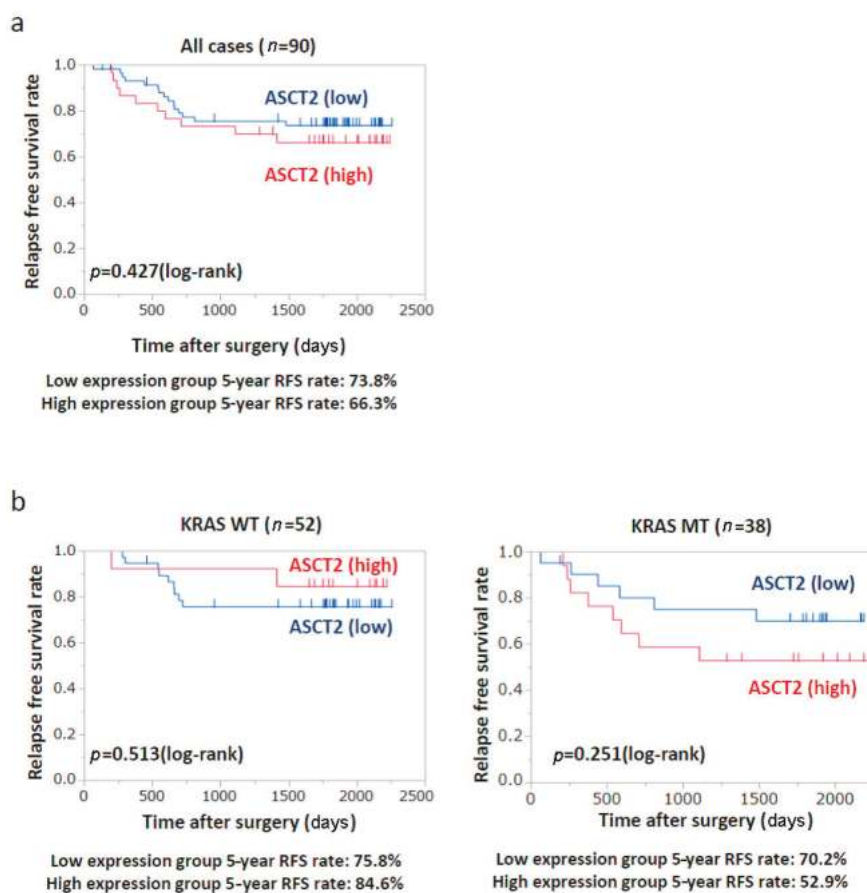 a
All cases (n=90)
1.0
0.8
0.6
0.4
0.2
0.0
Relapse free survival rate
ASCT2 (low)
ASCT2 (high)
p=0.427(log-rank)
0 500 1000 1500 2000 2500
Time after surgery (days)
Low expression group 5-year RFS rate: 73.8%
High expression group 5-year RFS rate: 66.3%
b
KRAS WT (n=52)
1.0
0.8
0.6
0.4
0.2
0.0
Relapse free survival rate
ASCT2 (high)
ASCT2 (low)
p=0.513(log-rank)
0 500 1000 1500 2000 2500
Time after surgery (days)
Low expression group 5-year RFS rate: 75.8%
High expression group 5-year RFS rate: 84.6%
KRAS MT (n=38)
1.0
0.8
0.6
0.4
0.2
0.0
Relapse free survival rate
ASCT2 (low)
ASCT2 (high)
p=0.251(log-rank)
0 500 1000 1500 2000
Time after surgery (days)
Low expression group 5-year RFS rate: 70.2%
High expression group 5-year RFS rate: 52.9%